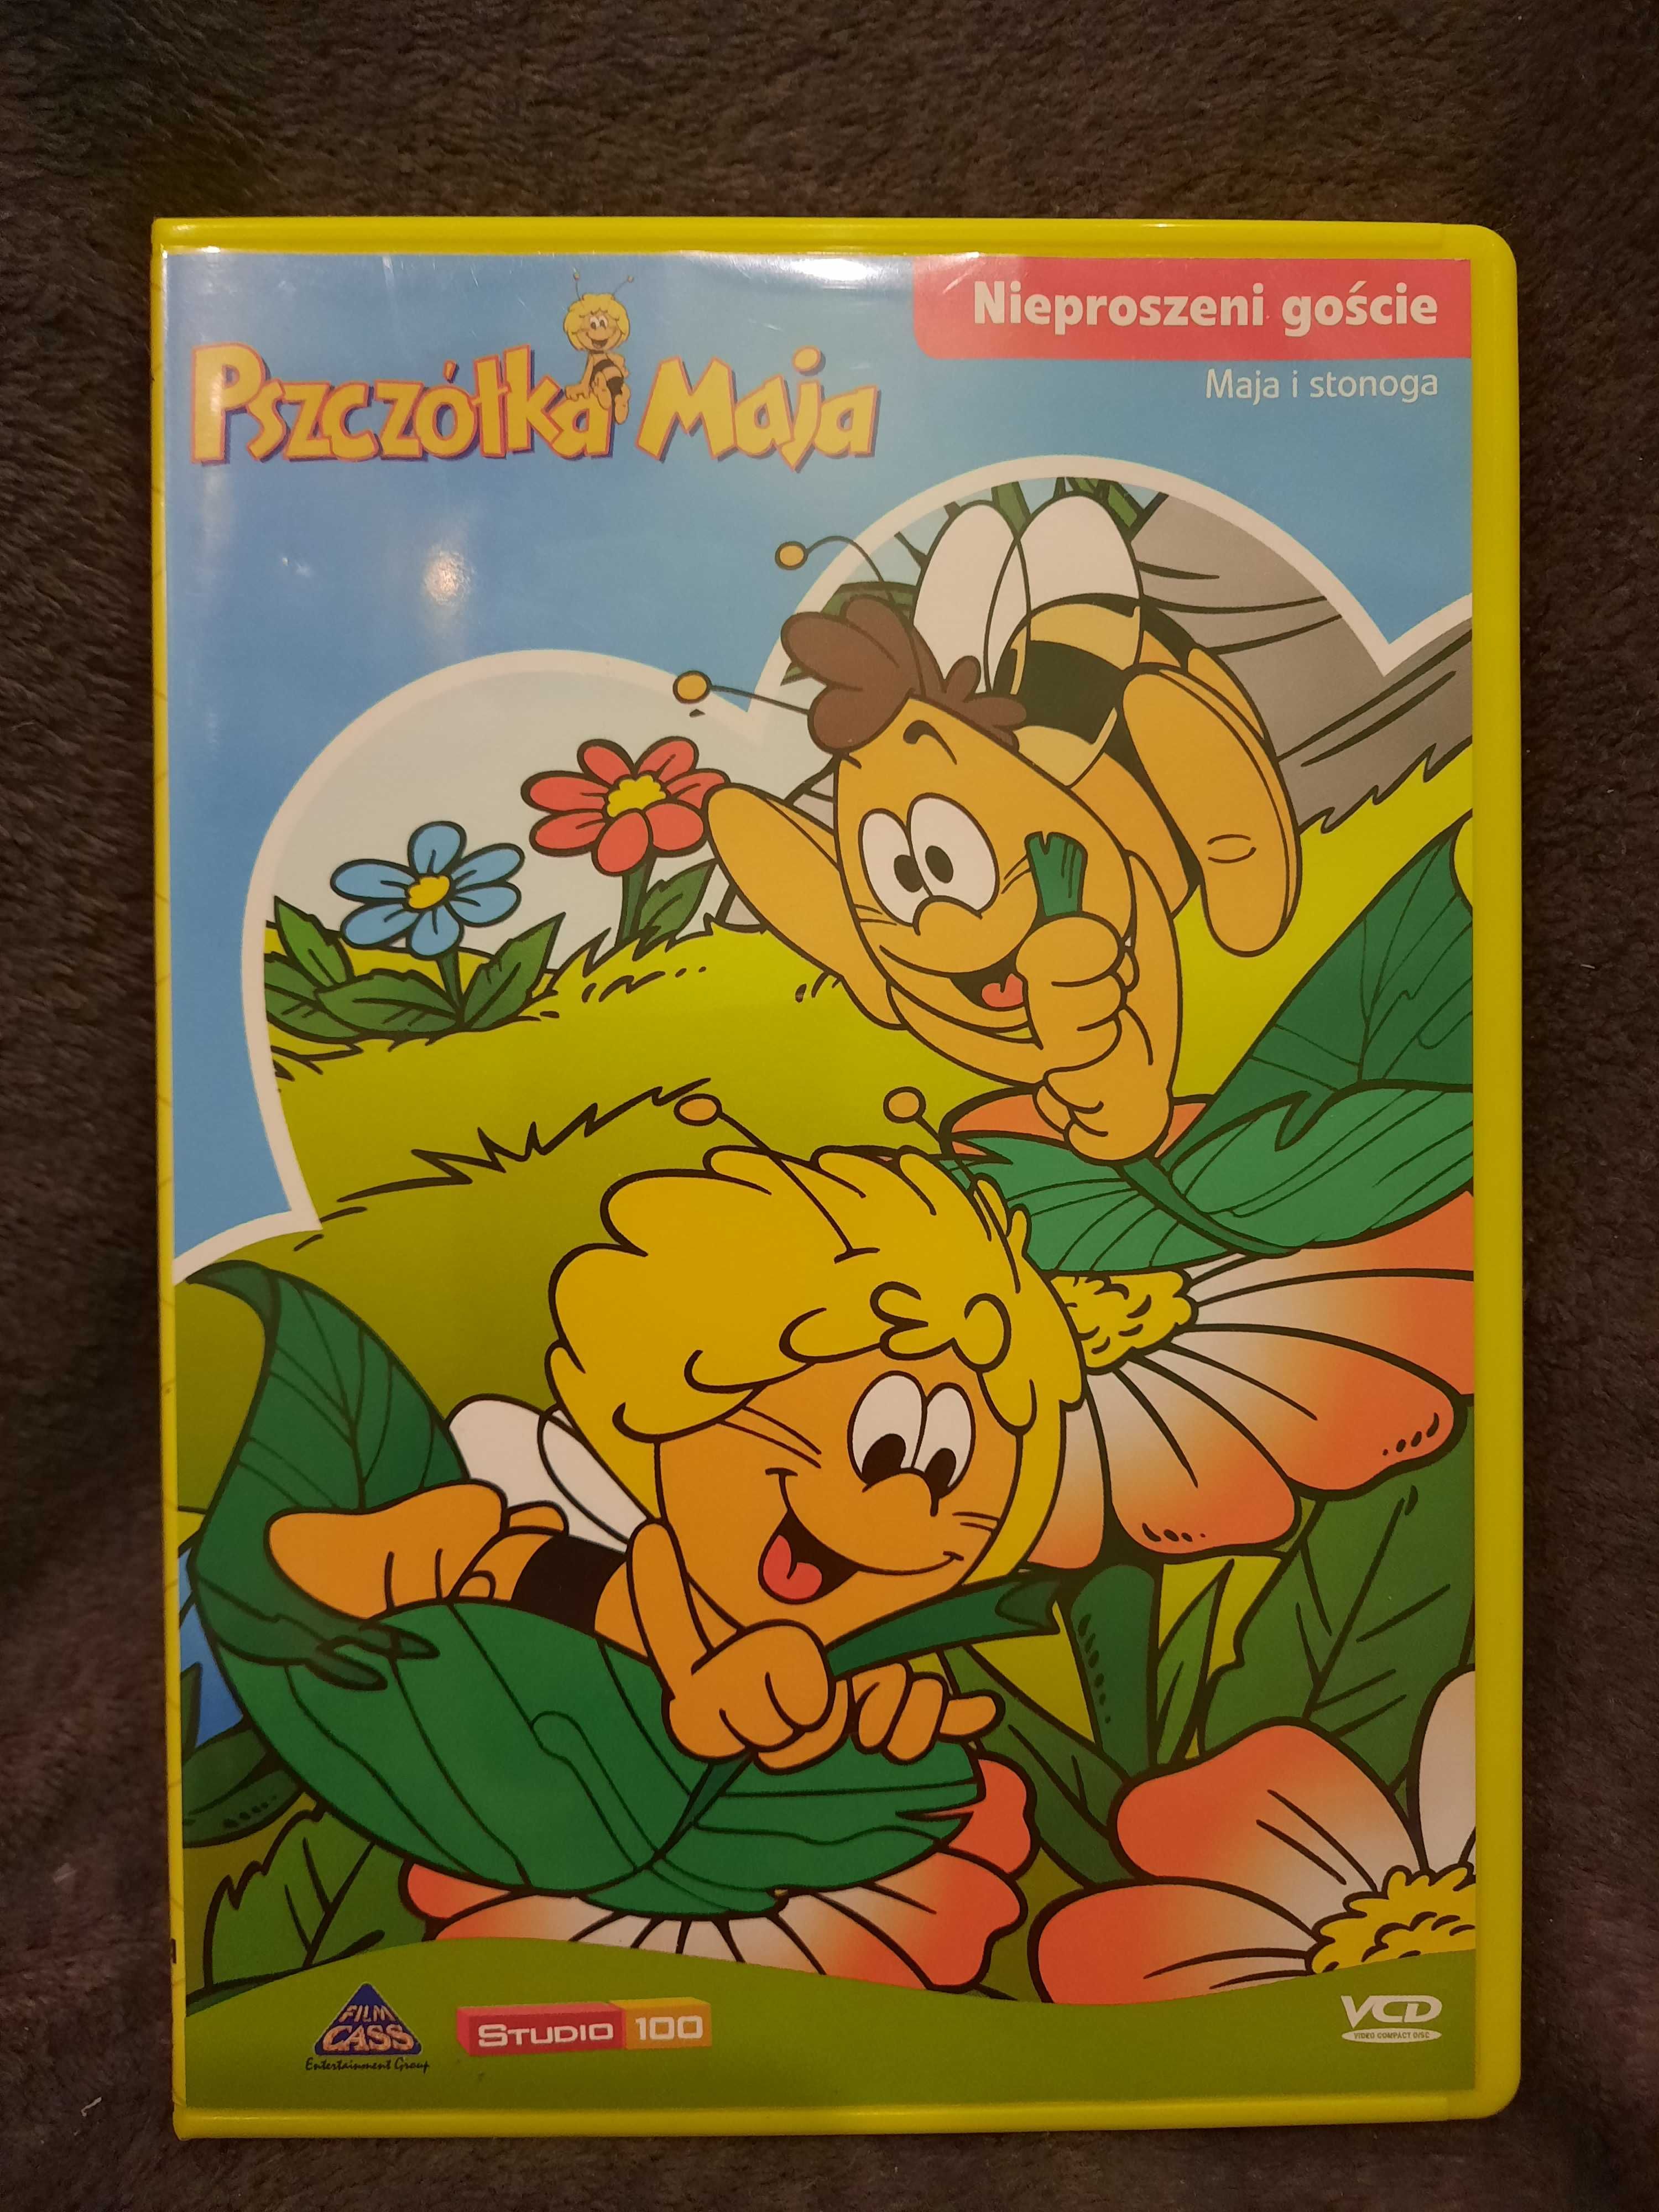 Nieproszeni goście
Maja i stonoga
Pszczółka Maja
FILM
CASS
Entertainment Group
STUDIO 100
VCD
VIDEO COMPACT DISC